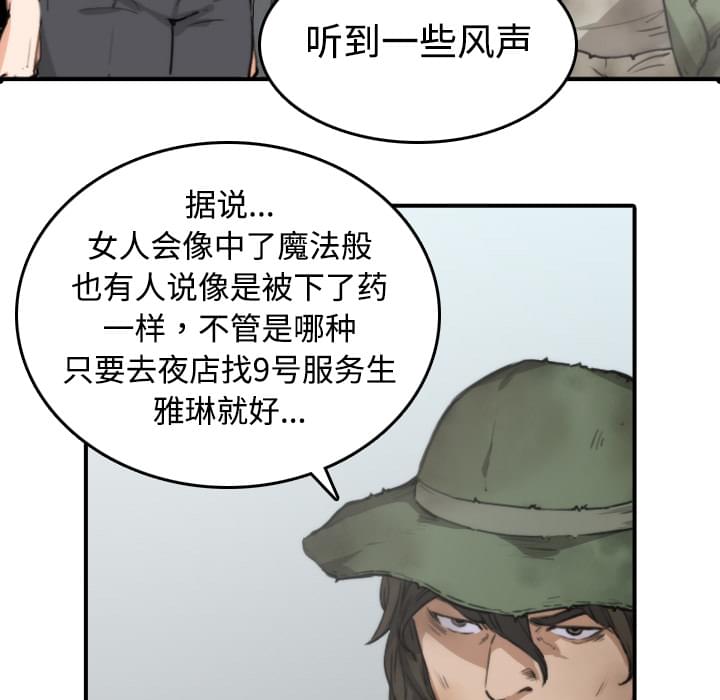 听到一些风声
据说...
女人会像中了魔法般
也有人说像是被下了药
一样，不管是哪种
只要去夜店找9号服务生
雅琳就好...